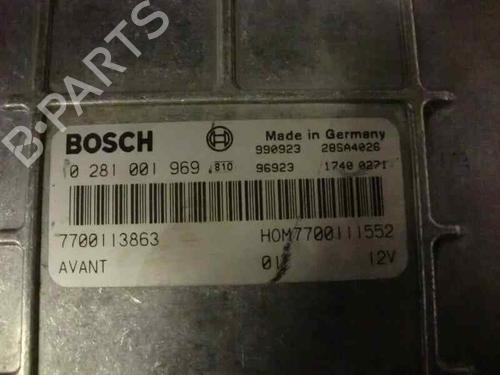 B·PARTS
BOSCH
Made in Germany
990923 28SA4026
0 281 001 969 .810 96923 1740 0271
7700113863 HOM7700111552
AVANT 01 12V